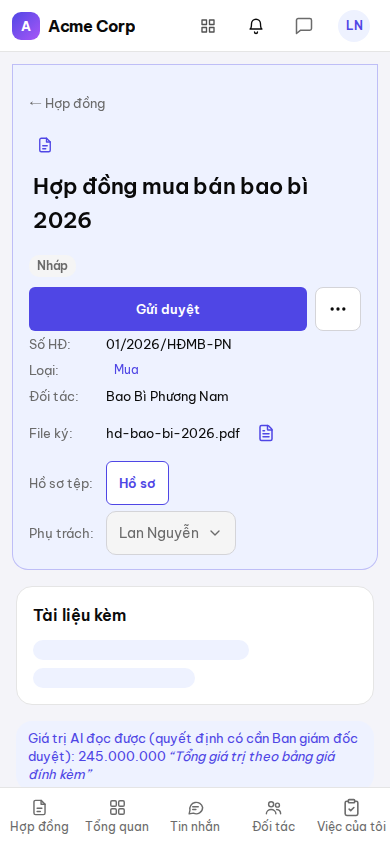 A Acme Corp LN
← Hợp đồng
Hợp đồng mua bán bao bì
2026
Nháp
Gửi duyệt
Số HĐ: 01/2026/HĐMB-PN
Loại: Mua
Đối tác: Bao Bì Phương Nam
File ký: hd-bao-bi-2026.pdf
Hồ sơ tệp: Hồ sơ
Phụ trách: Lan Nguyễn
Tài liệu kèm
Giá trị AI đọc được (quyết định có cần Ban giám đốc
duyệt): 245.000.000 “Tổng giá trị theo bảng giá
đính kèm”
Hợp đồng Tổng quan Tin nhắn Đối tác Việc của tôi